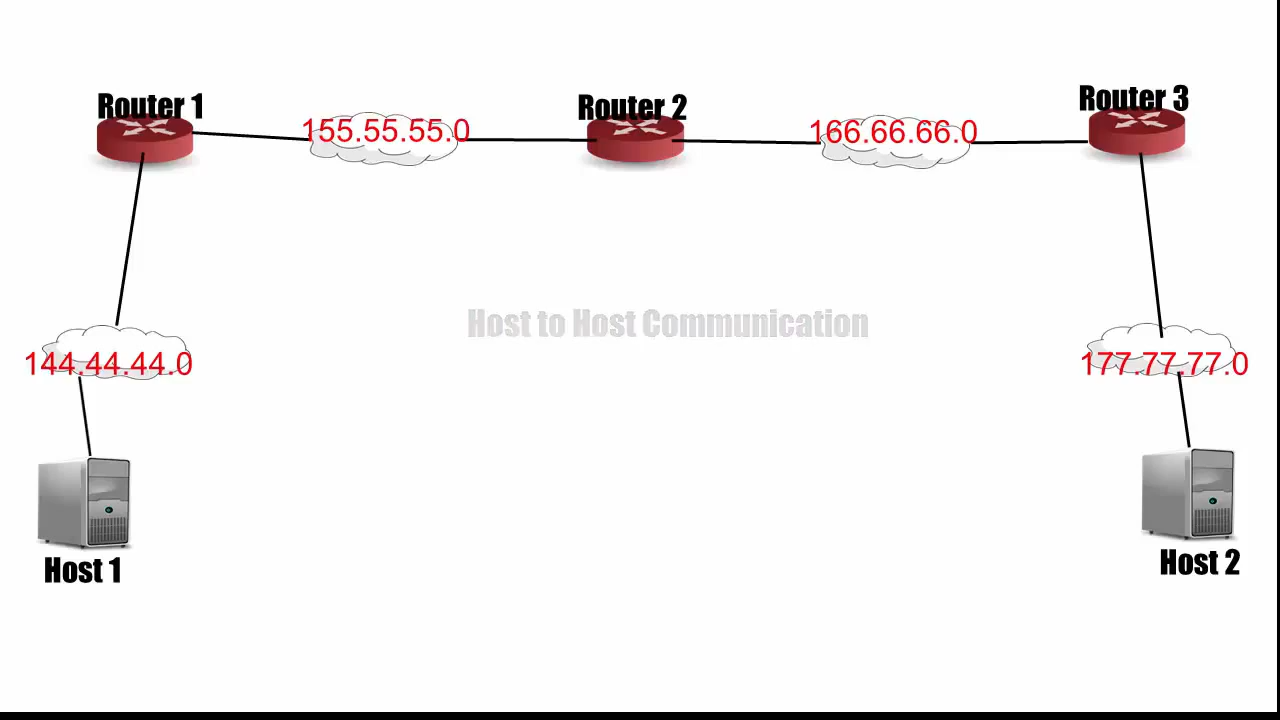 Router 1
155.55.55.0
Router 2
166.66.66.0
Router 3
Host to Host Communication
144.44.44.0
177.77.77.0
Host 1
Host 2